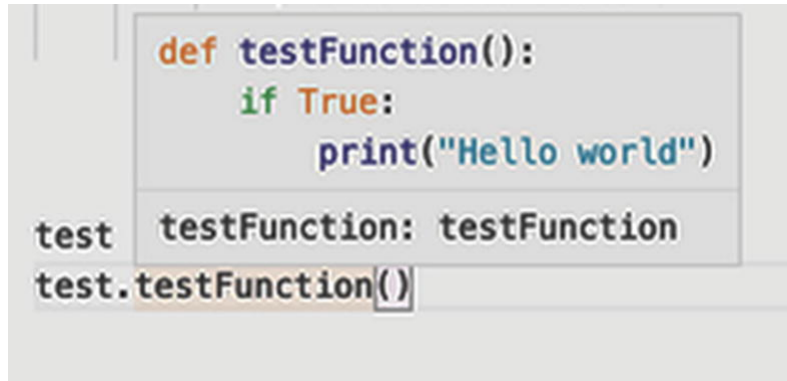 def testFunction():
    if True:
        print("Hello world")
testFunction: testFunction
test
test.testFunction()